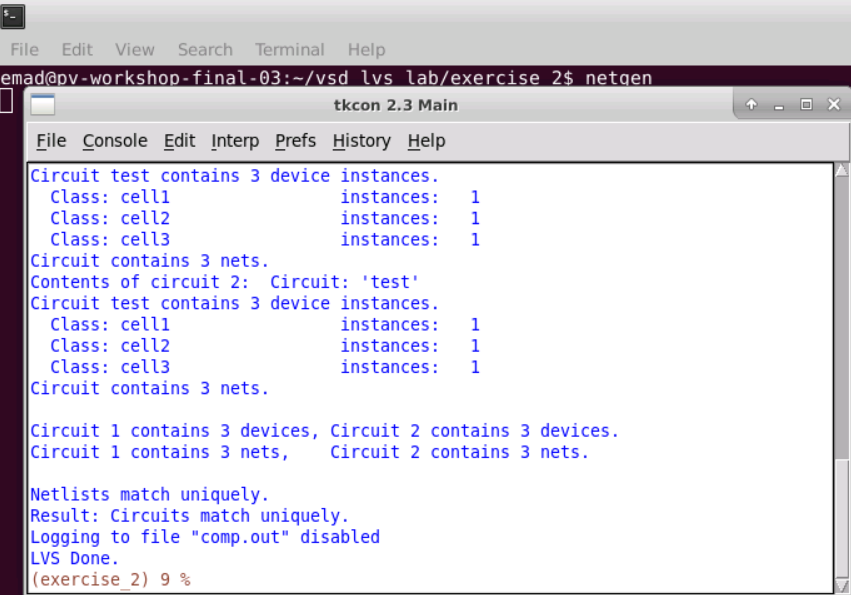 File Edit View Search Terminal Help
emad@pv-workshop-final-03:~/vsd_lvs_lab/exercise_2$ netgen
tkcon 2.3 Main
File Console Edit Interp Prefs History Help
Circuit test contains 3 device instances.
  Class: cell1                 instances:   1
  Class: cell2                 instances:   1
  Class: cell3                 instances:   1
Circuit contains 3 nets.
Contents of circuit 2:  Circuit: 'test'
Circuit test contains 3 device instances.
  Class: cell1                 instances:   1
  Class: cell2                 instances:   1
  Class: cell3                 instances:   1
Circuit contains 3 nets.
Circuit 1 contains 3 devices, Circuit 2 contains 3 devices.
Circuit 1 contains 3 nets,    Circuit 2 contains 3 nets.
Netlists match uniquely.
Result: Circuits match uniquely.
Logging to file "comp.out" disabled
LVS Done.
(exercise_2) 9 %